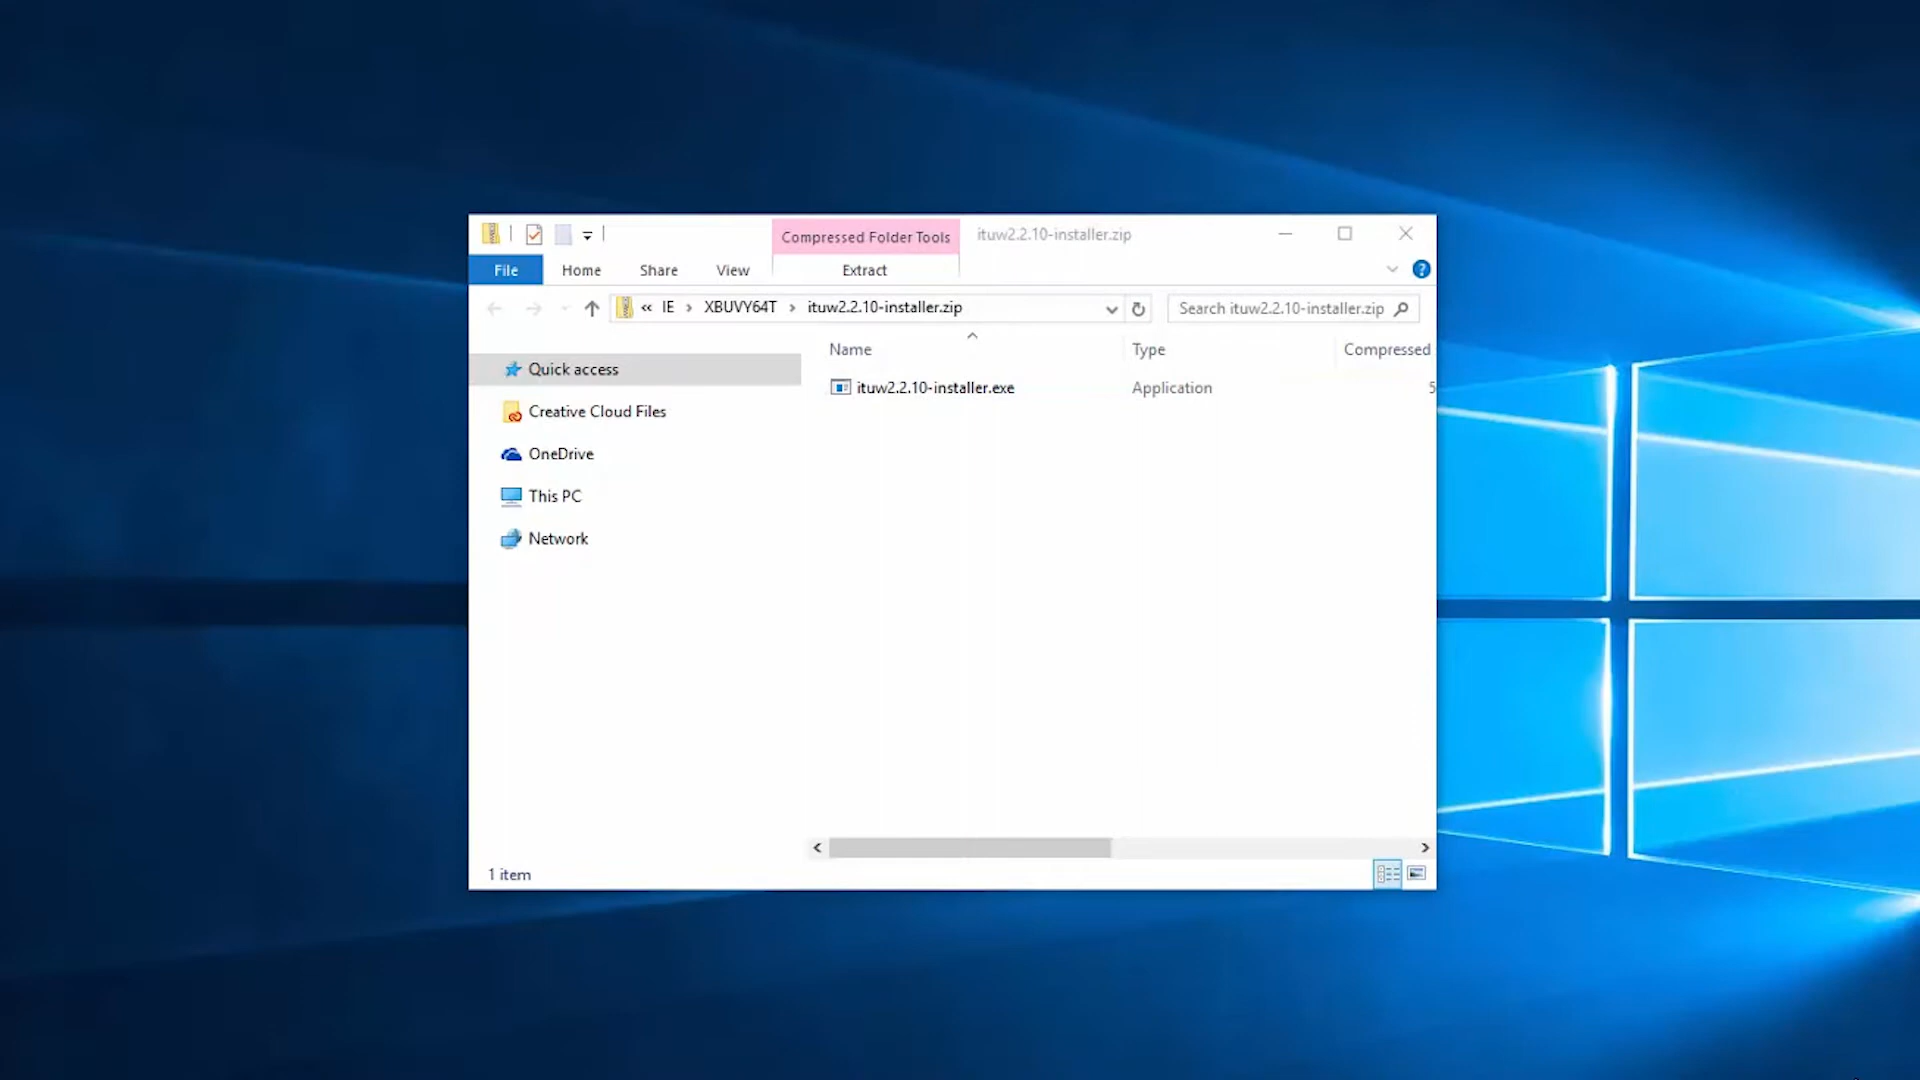 Compressed Folder Tools
ituw2.2.10-installer.zip
File
Home
Share
View
Extract
« IE › XBUVY64T › ituw2.2.10-installer.zip
Search ituw2.2.10-installer.zip
Name
Type
Compressed
Quick access
ituw2.2.10-installer.exe
Application
5
Creative Cloud Files
OneDrive
This PC
Network
1 item